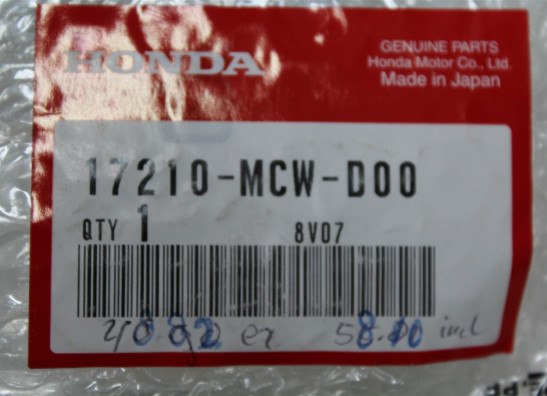 HONDA
GENUINE PARTS
Honda Motor Co., Ltd.
Made in Japan
17210-MCW-D00
QTY 1 8V07
ex incl